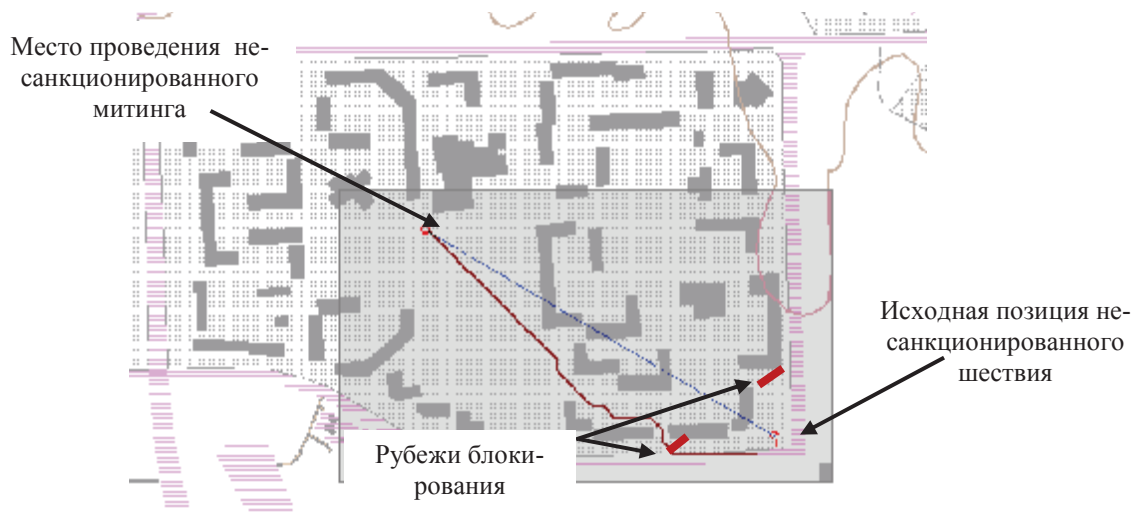 Место проведения не-
санкционированного
митинга
Исходная позиция не-
санкционированного
шествия
Рубежи блоки-
рования